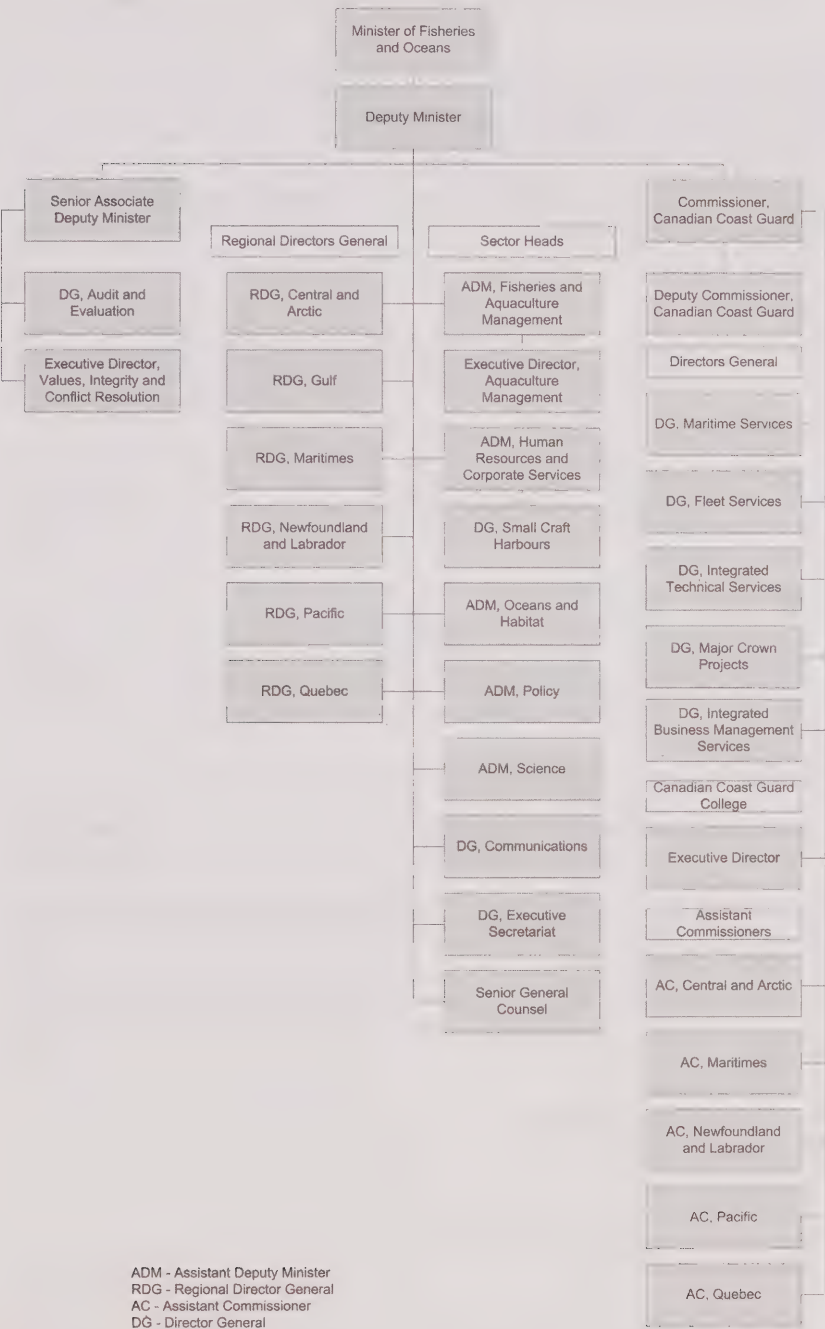 Minister of Fisheries
and Oceans
Deputy Minister
Senior Associate
Deputy Minister
DG, Audit and
Evaluation
Executive Director,
Values, Integrity and
Conflict Resolution
Regional Directors General
RDG, Central and
Arctic
RDG, Gulf
RDG, Maritimes
RDG, Newfoundland
and Labrador
RDG, Pacific
RDG, Quebec
Sector Heads
ADM, Fisheries and
Aquaculture
Management
Executive Director,
Aquaculture
Management
ADM, Human
Resources and
Corporate Services
DG, Small Craft
Harbours
ADM, Oceans and
Habitat
ADM, Policy
ADM, Science
DG, Communications
DG, Executive
Secretariat
Senior General
Counsel
Commissioner,
Canadian Coast Guard
Deputy Commissioner,
Canadian Coast Guard
Directors General
DG, Maritime Services
DG, Fleet Services
DG, Integrated
Technical Services
DG, Major Crown
Projects
DG, Integrated
Business Management
Services
Canadian Coast Guard
College
Executive Director
Assistant
Commissioners
AC, Central and Arctic
AC, Maritimes
AC, Newfoundland
and Labrador
AC, Pacific
AC, Quebec
ADM - Assistant Deputy Minister
RDG - Regional Director General
AC - Assistant Commissioner
DG - Director General